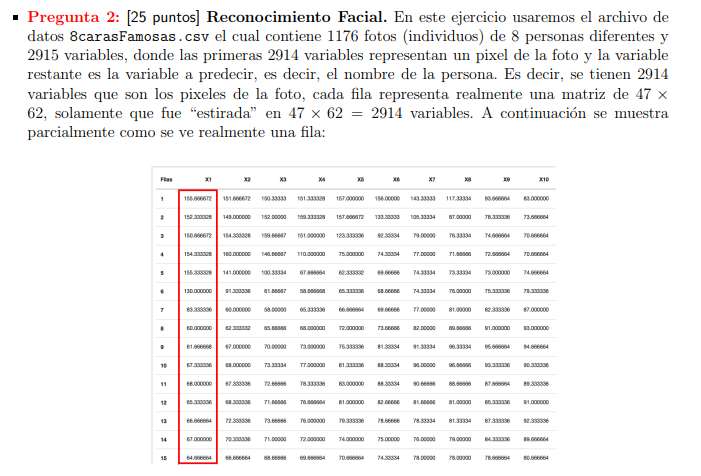 ▪ Pregunta 2: [25 puntos] Reconocimiento Facial. En este ejercicio usaremos el archivo de
datos 8carasFamosas.csv el cual contiene 1176 fotos (individuos) de 8 personas diferentes y
2915 variables, donde las primeras 2914 variables representan un pixel de la foto y la variable
restante es la variable a predecir, es decir, el nombre de la persona. Es decir, se tienen 2914
variables que son los pixeles de la foto, cada fila representa realmente una matriz de 47 ×
62, solamente que fue “estirada” en 47 × 62 = 2914 variables. A continuación se muestra
parcialmente como se ve realmente una fila:
Filas X1 X2 X3 X4 X5 X6 X7 X8 X9 X10
1 155.666672 151.666672 150.33333 151.333328 157.000000 156.00000 143.33333 117.33334 93.666664 83.000000
2 152.333328 149.000000 152.00000 159.333328 157.666672 133.33333 105.33334 87.00000 78.333336 73.666664
3 150.666672 154.333328 159.66667 151.000000 123.333336 92.33334 79.00000 76.33334 74.666664 70.666664
4 154.333328 160.000000 146.66667 110.000000 75.000000 74.33334 77.00000 71.66666 72.666664 70.666664
5 155.333328 141.000000 100.33334 67.666664 62.333332 69.66666 74.33334 73.33334 73.000000 74.666664
6 130.000000 91.333336 61.66667 58.666668 65.333336 68.66666 74.33334 76.00000 75.333336 79.333336
7 83.333336 60.000000 58.00000 65.333336 66.666664 69.66666 77.00000 81.00000 82.333336 87.000000
8 60.000000 62.333332 65.66666 68.000000 72.000000 73.66666 82.00000 89.66666 91.000000 93.000000
9 61.666668 67.000000 70.00000 73.000000 75.333336 81.33334 91.33334 96.33334 95.666664 94.666664
10 67.333336 68.000000 73.33334 77.000000 81.333336 88.33334 96.00000 96.66666 93.333336 90.333336
11 68.000000 67.333336 72.66666 78.333336 83.000000 88.33334 90.66666 88.66666 87.666664 89.333336
12 65.333336 68.333336 71.66666 76.666664 81.000000 82.66666 81.66666 81.00000 85.333336 91.000000
13 66.666664 72.333336 73.66666 76.000000 79.333336 78.66666 78.33334 81.33334 87.333336 92.333336
14 67.000000 70.333336 71.00000 72.000000 74.000000 75.00000 76.00000 79.00000 84.333336 89.666664
15 64.666664 66.666664 68.66666 69.666664 70.666664 74.33334 78.00000 78.00000 78.666664 80.666664